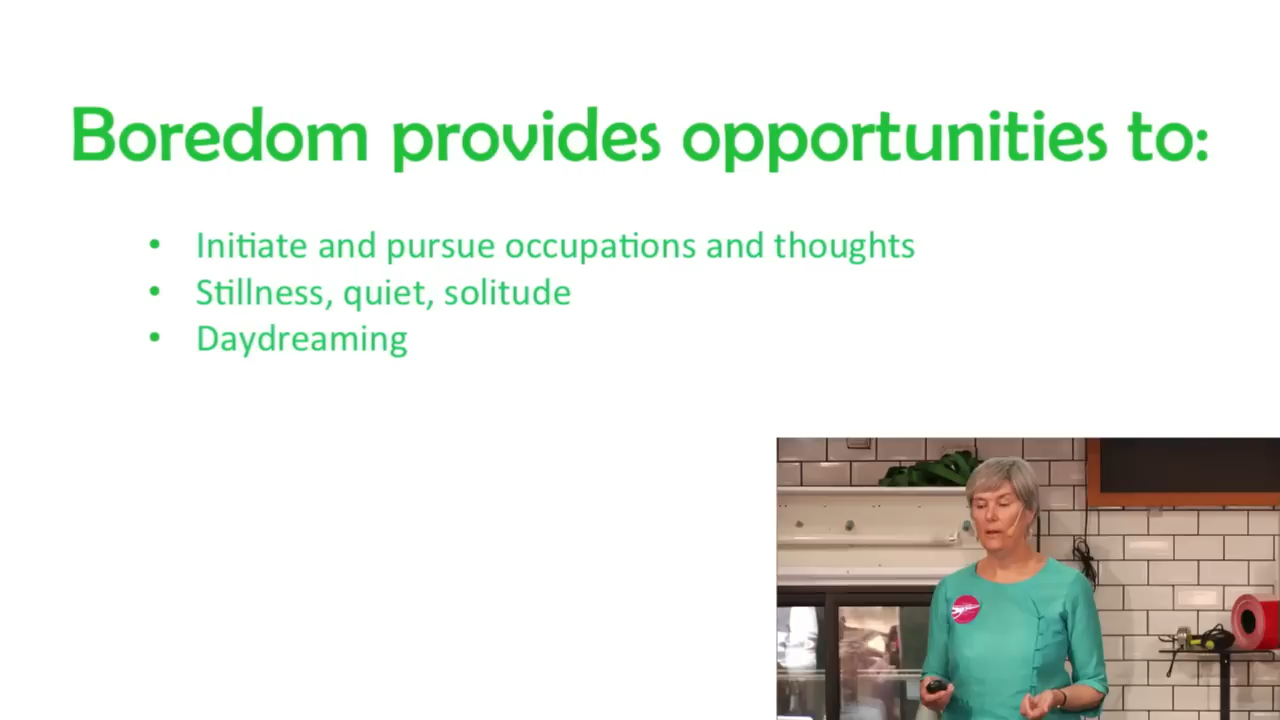 Boredom provides opportunities to:
• Initiate and pursue occupations and thoughts
• Stillness, quiet, solitude
• Daydreaming